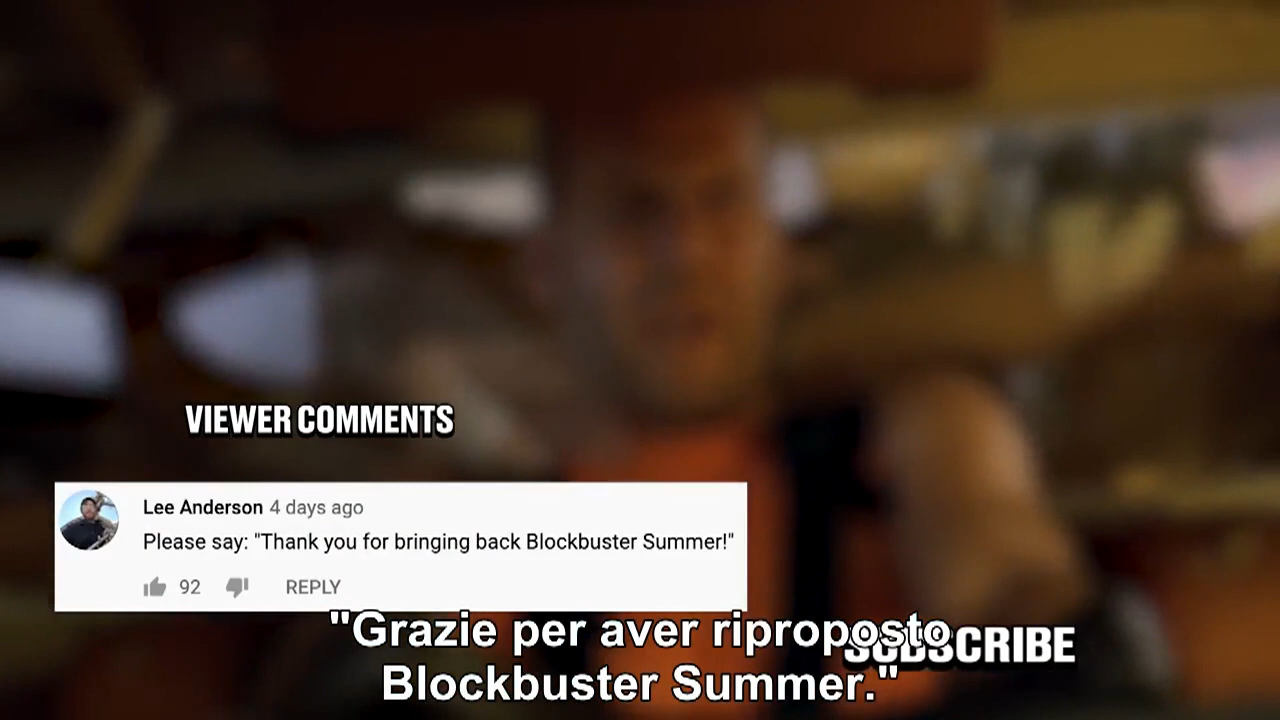 VIEWER COMMENTS
Lee Anderson 4 days ago
Please say: "Thank you for bringing back Blockbuster Summer!"
92 REPLY
"Grazie per aver riproposto
SUBSCRIBE
Blockbuster Summer."